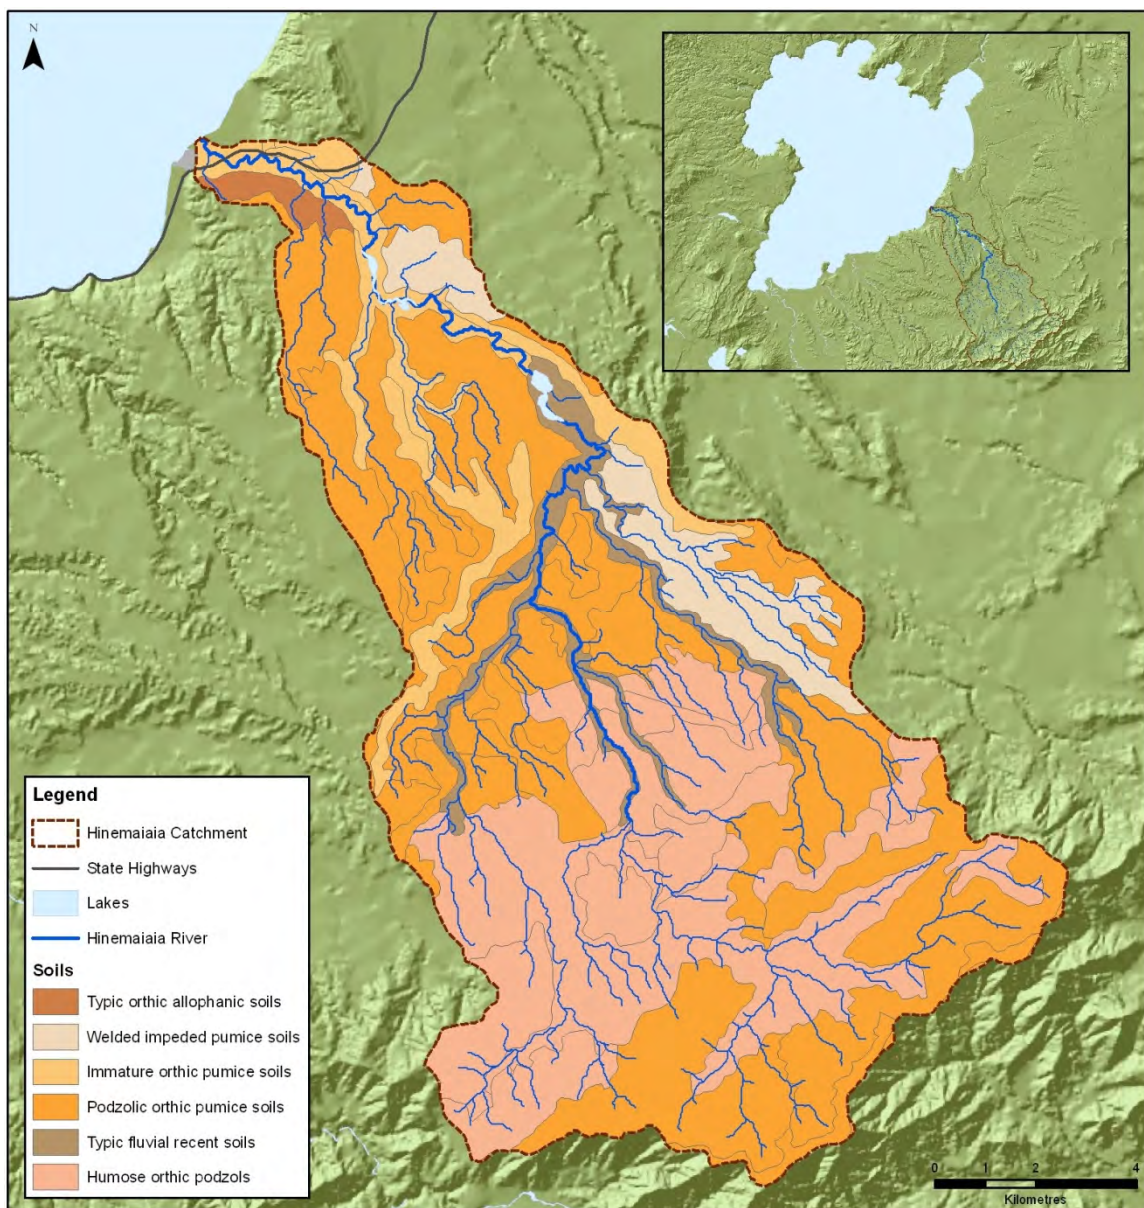 N
Legend
Hinemaiaia Catchment
State Highways
Lakes
Hinemaiaia River
Soils
Typic orthic allophanic soils
Welded impeded pumice soils
Immature orthic pumice soils
Podzolic orthic pumice soils
Typic fluvial recent soils
Humose orthic podzols
0 1 2 4
Kilometres